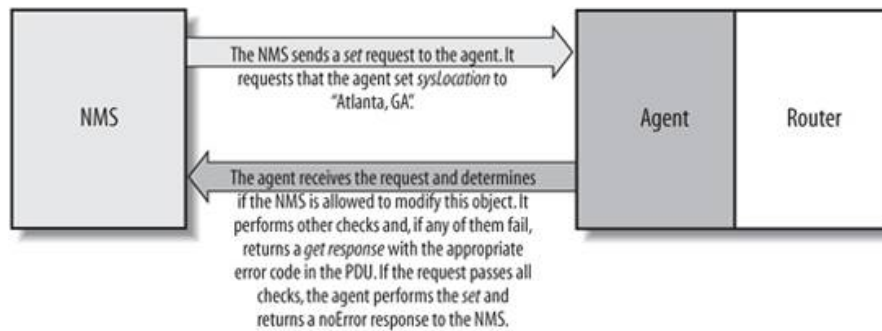 NMS
The NMS sends a set request to the agent. It
requests that the agent set sysLocation to
“Atlanta, GA”.
Agent
Router
The agent receives the request and determines
if the NMS is allowed to modify this object. It
performs other checks and, if any of them fail,
returns a get response with the appropriate
error code in the PDU. If the request passes all
checks, the agent performs the set and
returns a noError response to the NMS.